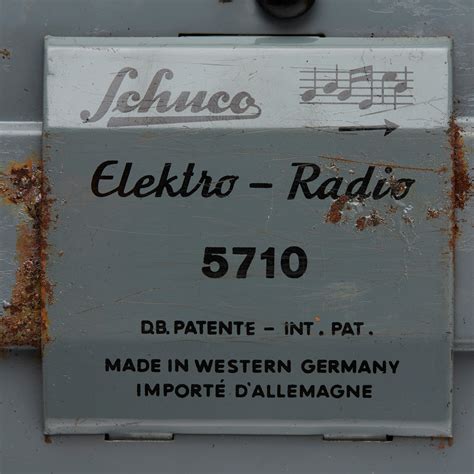 Schuco
Elektro - Radio
5710
D.B. PATENTE - INT. PAT.
MADE IN WESTERN GERMANY
IMPORTÉ D'ALLEMAGNE